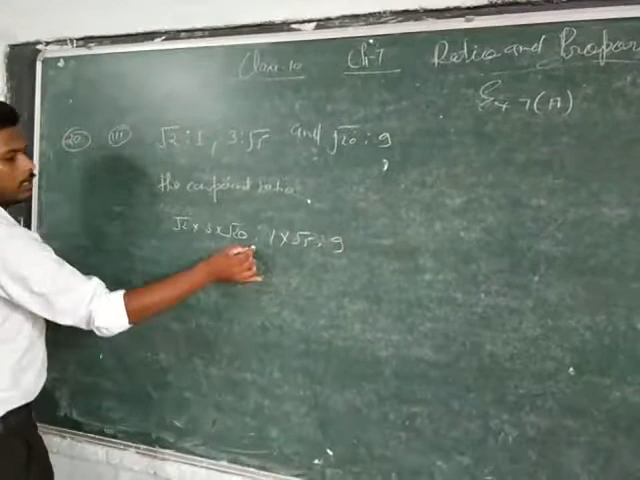 Class-10 Ch-7 Ratio and Propor
Ex 7(A)
20 (iii) √2 : 1, 3 : √5 and √20 : 9
the compound ratio
√2 × 3 × √20 : 1 × √5 : 9